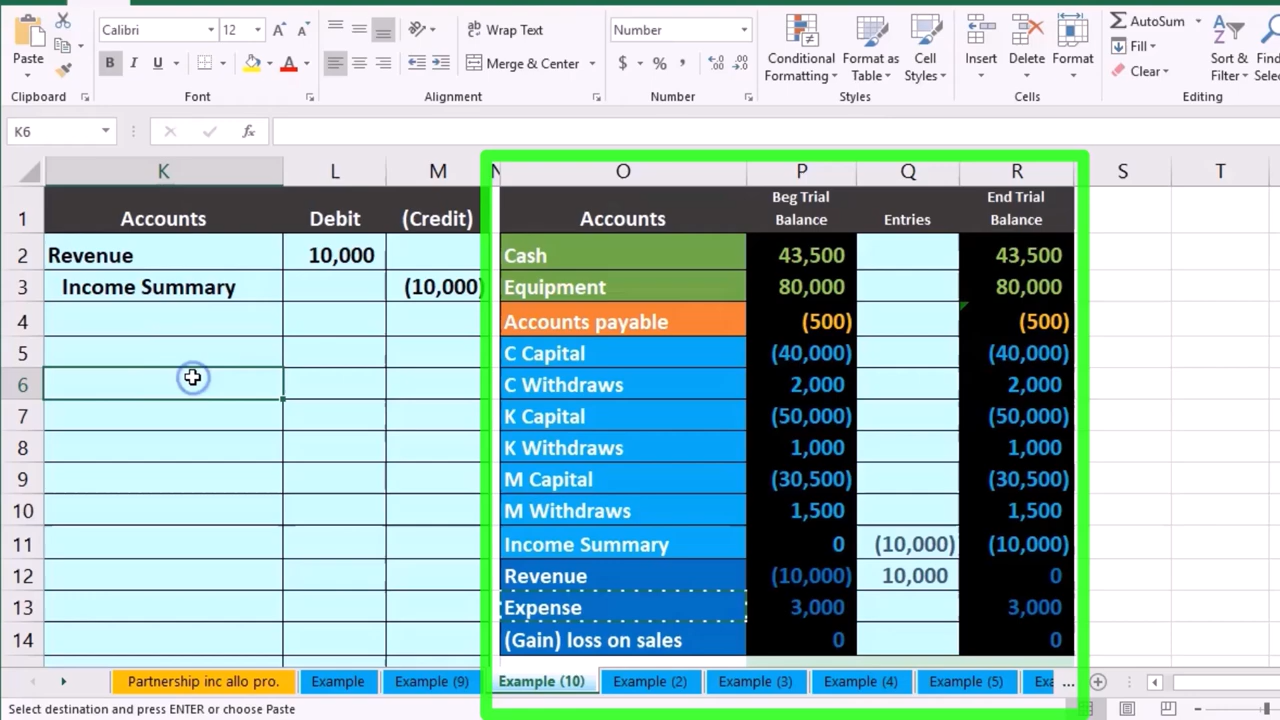 Calibri 12 Wrap Text Number AutoSum
Paste B I U Merge & Center $ % Conditional Formatting Format as Table Cell Styles Insert Delete Format Fill Clear Sort & Filter
Clipboard Font Alignment Number Styles Cells Editing
K6 fx
K L M N O P Q R S T
1 Accounts Debit (Credit) Accounts Beg Trial Balance Entries End Trial Balance
2 Revenue 10,000 Cash 43,500 43,500
3 Income Summary (10,000) Equipment 80,000 80,000
4 Accounts payable (500) (500)
5 C Capital (40,000) (40,000)
6 C Withdraws 2,000 2,000
7 K Capital (50,000) (50,000)
8 K Withdraws 1,000 1,000
9 M Capital (30,500) (30,500)
10 M Withdraws 1,500 1,500
11 Income Summary 0 (10,000) (10,000)
12 Revenue (10,000) 10,000 0
13 Expense 3,000 3,000
14 (Gain) loss on sales 0 0
Partnership inc allo pro. Example Example (9) Example (10) Example (2) Example (3) Example (4) Example (5) ...
Select destination and press ENTER or choose Paste